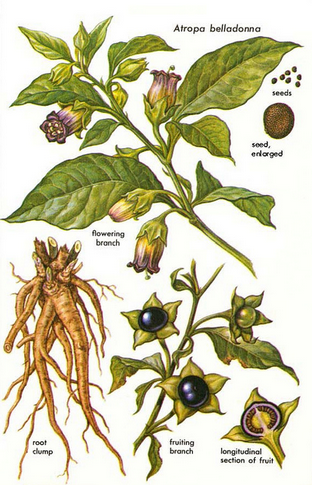 Atropa belladonna
seeds
seed,
enlarged
flowering
branch
root
clump
fruiting
branch
longitudinal
section of fruit